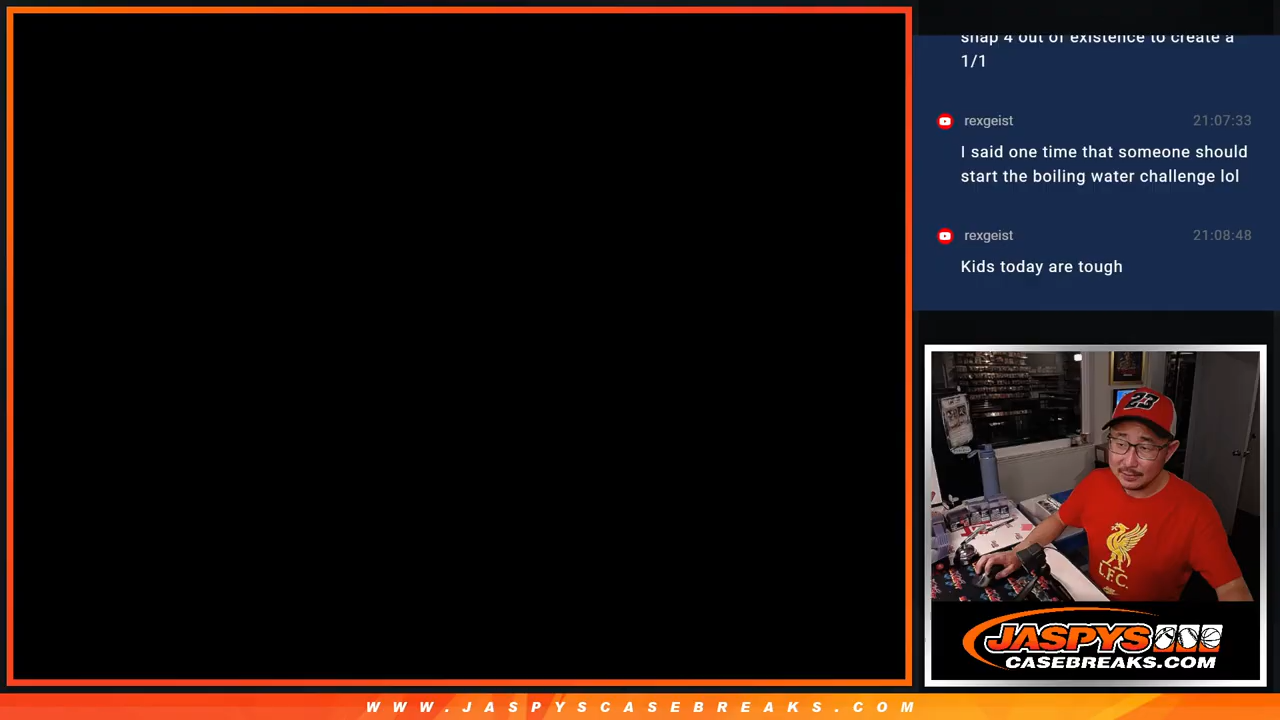 snap 4 out of existence to create a
1/1
rexgeist 21:07:33
I said one time that someone should
start the boiling water challenge lol
rexgeist 21:08:48
Kids today are tough
23
L.F.C.
JASPYS
CASEBREAKS.COM
WWW.JASPYSCASEBREAKS.COM